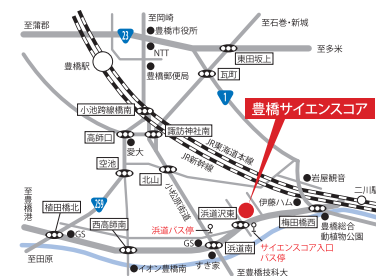 至岡崎
至石巻・新城
至蒲郡
23
豊橋市役所
NTT
東田坂上
至多米
豊橋駅
豊橋郵便局
瓦町
1
豊橋サイエンスコア
小池跨線橋南
高師口
諏訪神社南
愛大
JR東海道本線
JR新幹線
空池
北山
小松原街道
岩屋観音
二川駅
至豊橋港
259
植田橋北
西高師南
浜道バス停
浜道沢東
伊藤ハム
梅田橋西
豊橋総合
動植物公園
GS
GS
浜道南
サイエンスコア入口
バス停
すき家
至田原
イオン豊橋南
至豊橋技科大